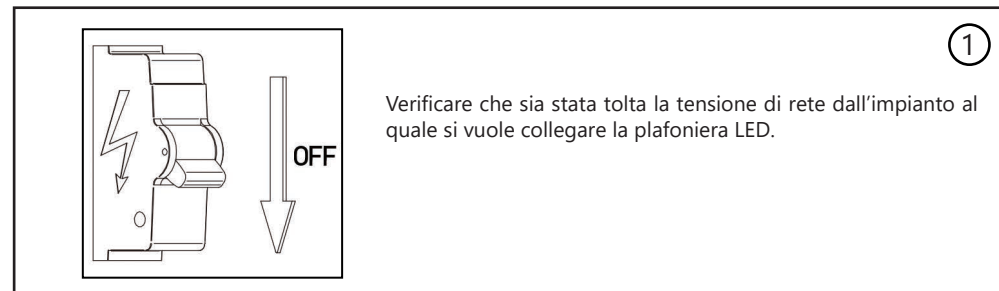 1
Verificare che sia stata tolta la tensione di rete dall’impianto al
quale si vuole collegare la plafoniera LED.
OFF